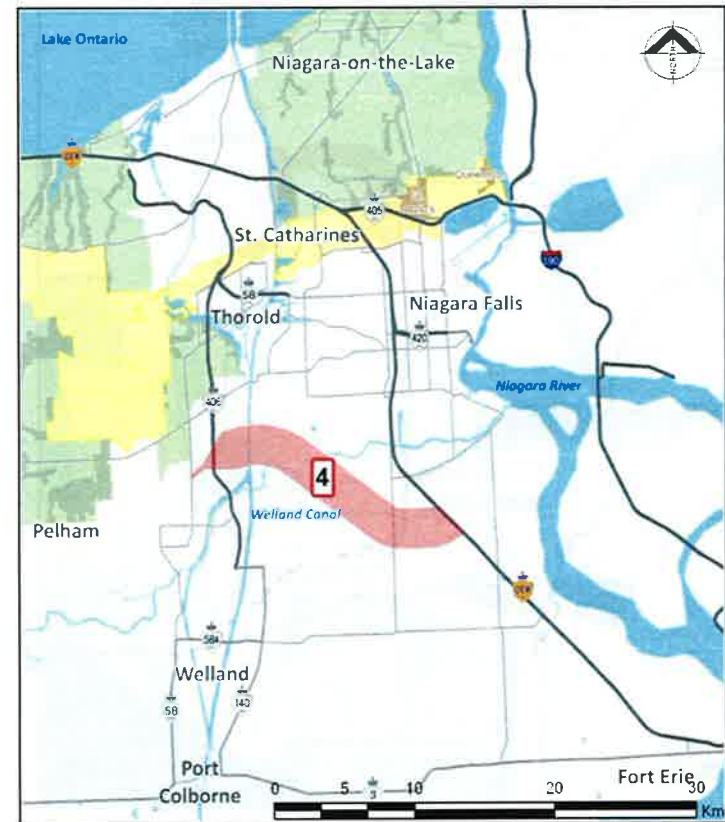 Lake Ontario
Niagara-on-the-Lake
NORTH
QEW
405
St. Catharines
58
Thorold
Niagara Falls
420
190
Niagara River
406
4
Welland Canal
Pelham
QEW
58A
Welland
58
140
Port
Colborne
3
Fort Erie
0 5 10 20 30
Km